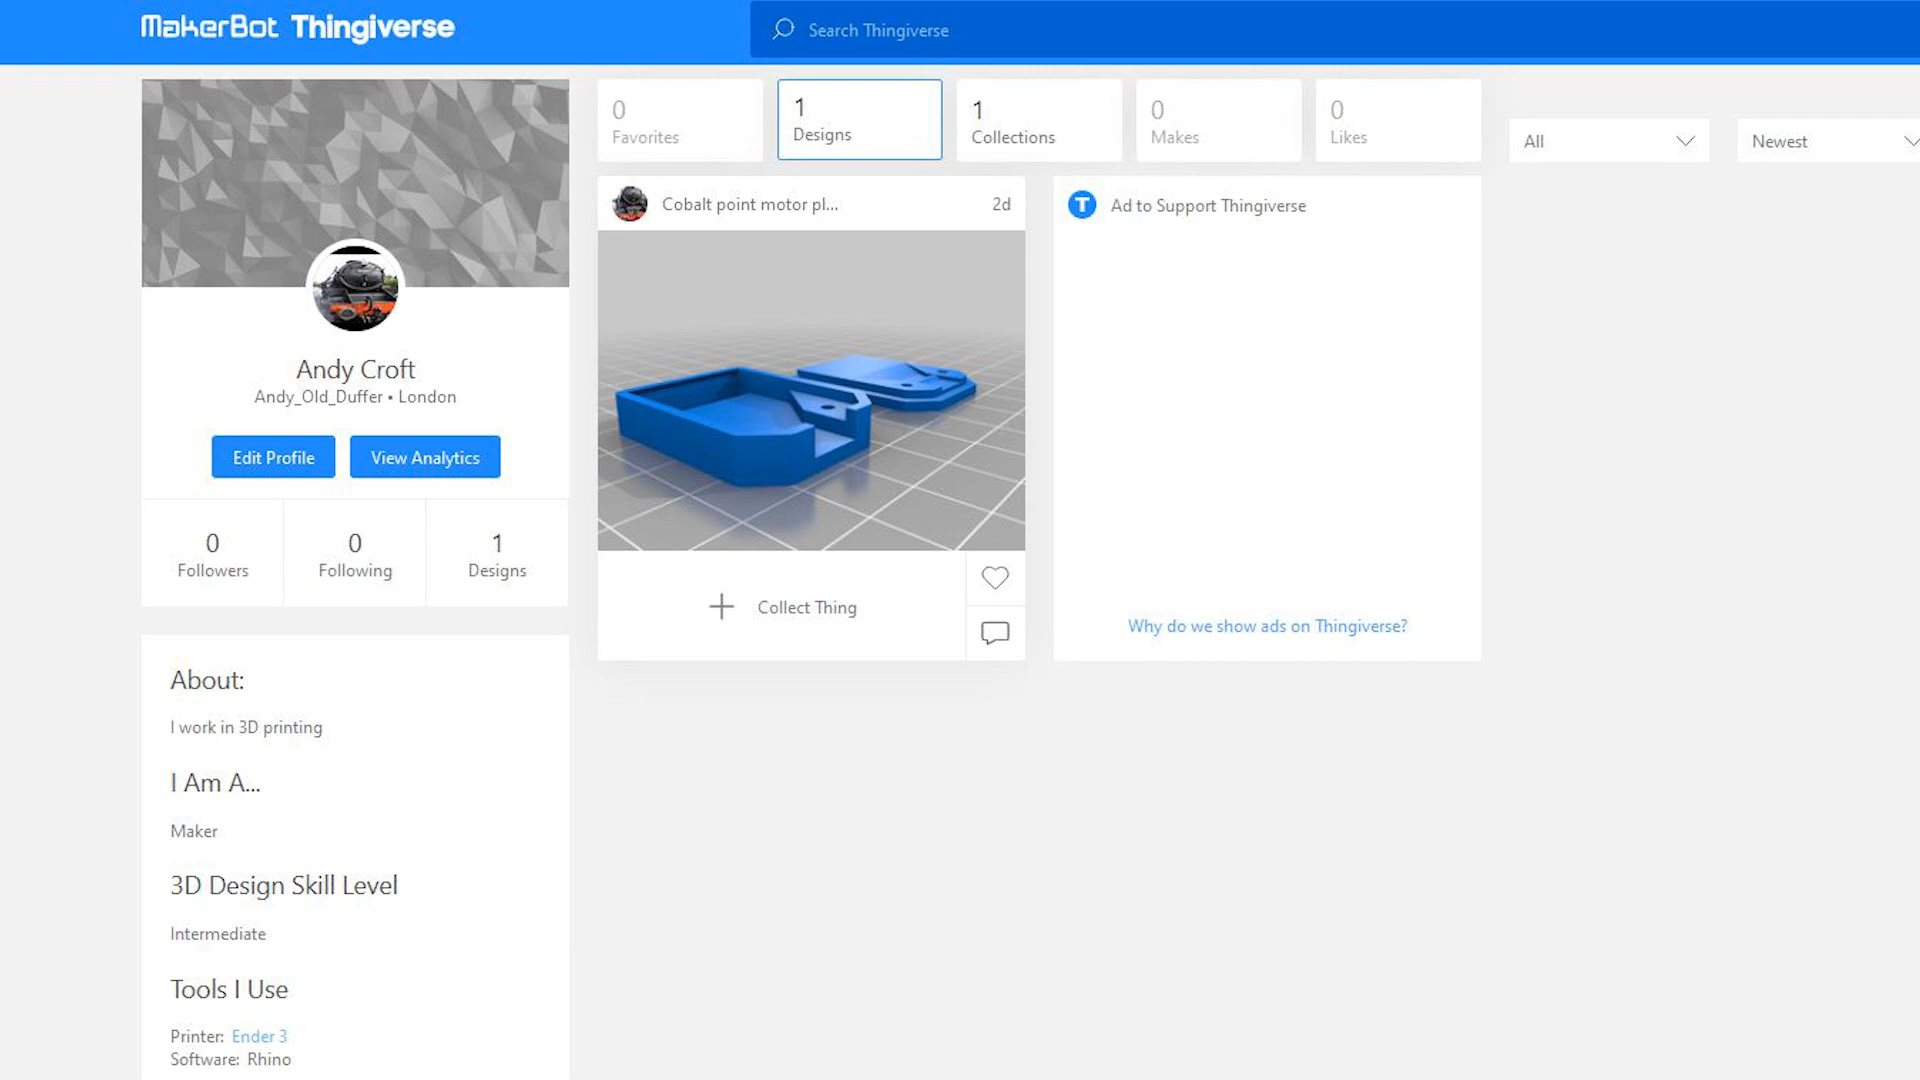 MakerBot Thingiverse
Search Thingiverse
0
Favorites
1
Designs
1
Collections
0
Makes
0
Likes
All
Newest
Cobalt point motor pl...
2d
T
Ad to Support Thingiverse
Andy Croft
Andy_Old_Duffer • London
Edit Profile
View Analytics
0
Followers
0
Following
1
Designs
Collect Thing
Why do we show ads on Thingiverse?
About:
I work in 3D printing
I Am A...
Maker
3D Design Skill Level
Intermediate
Tools I Use
Printer: Ender 3
Software: Rhino